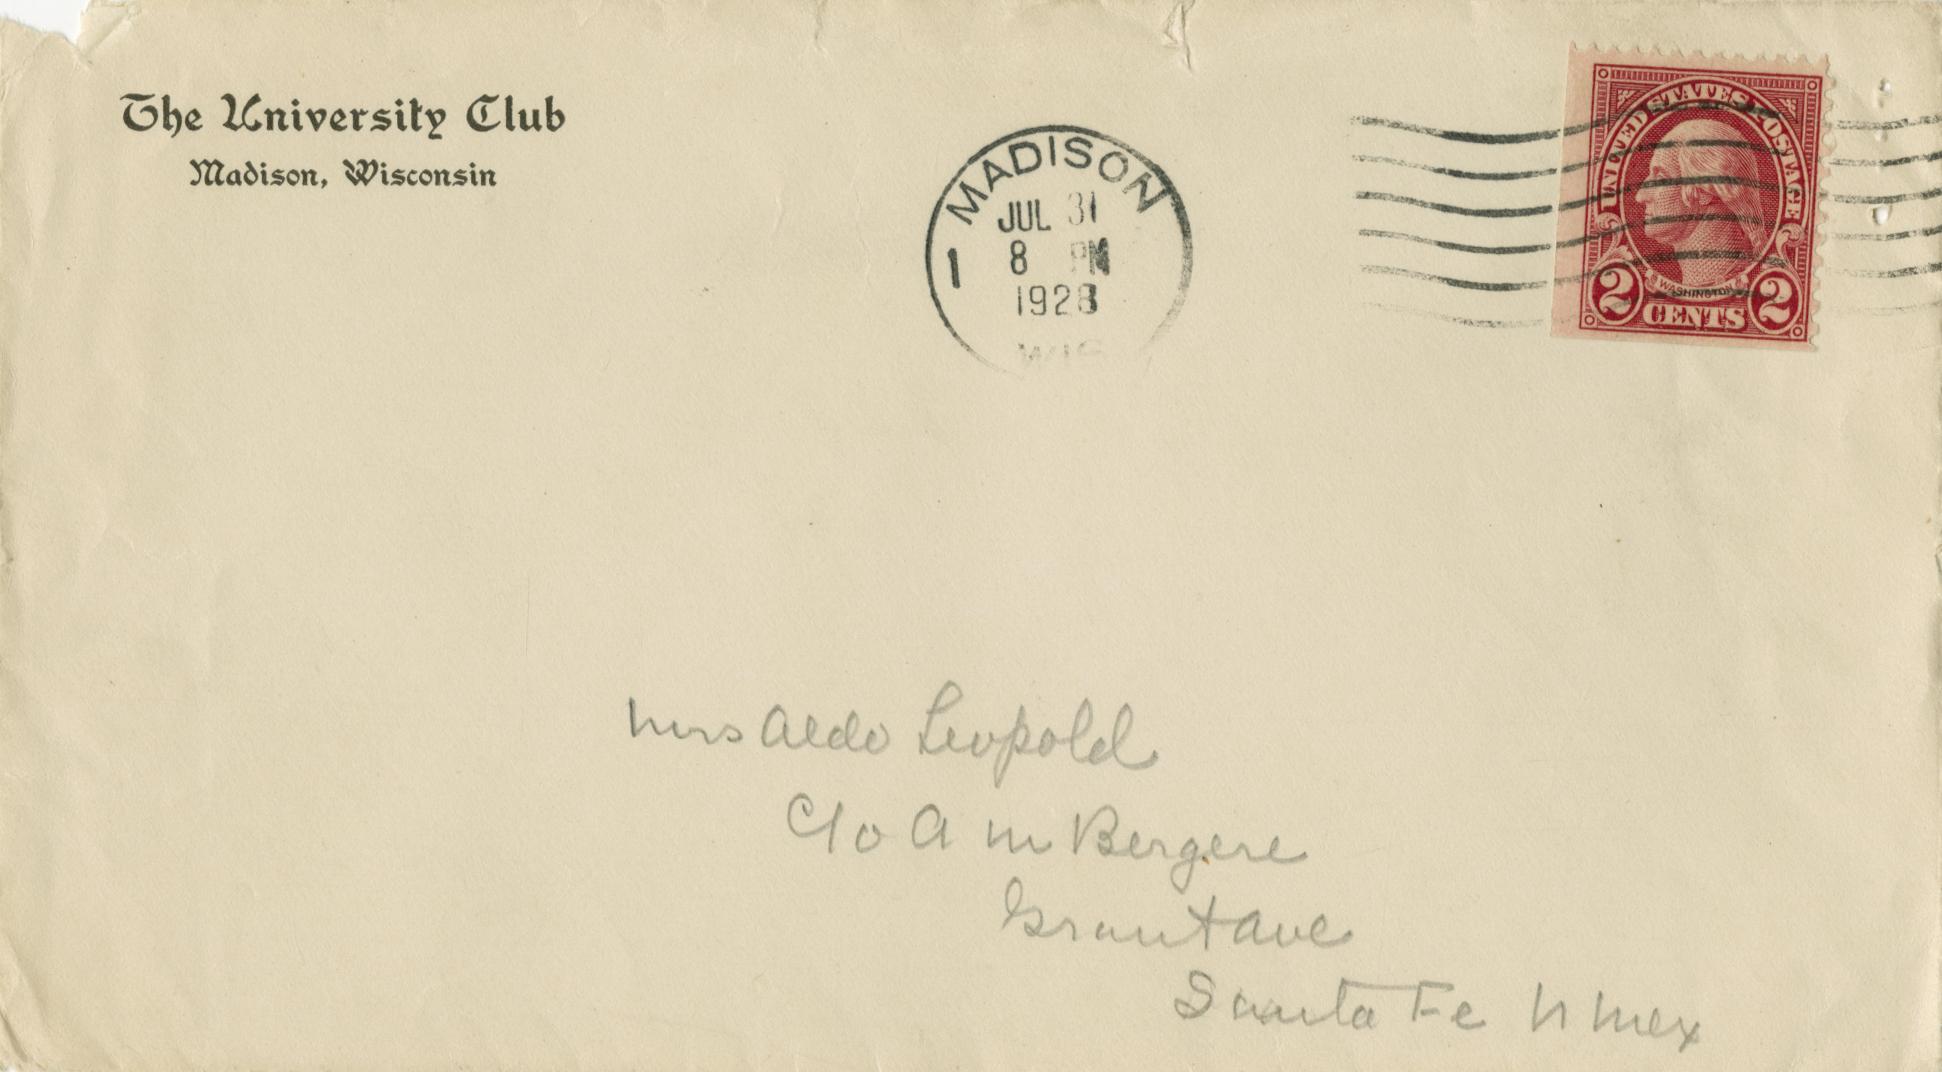 The University Club
Madison, Wisconsin
MADISON
1
JUL 31
8 PM
1928
WIS
UNITED STATES POSTAGE
WASHINGTON
2 CENTS 2
Mrs Aldo Leopold
C/o A M Bergere
Grant Ave
Santa Fe N Mex